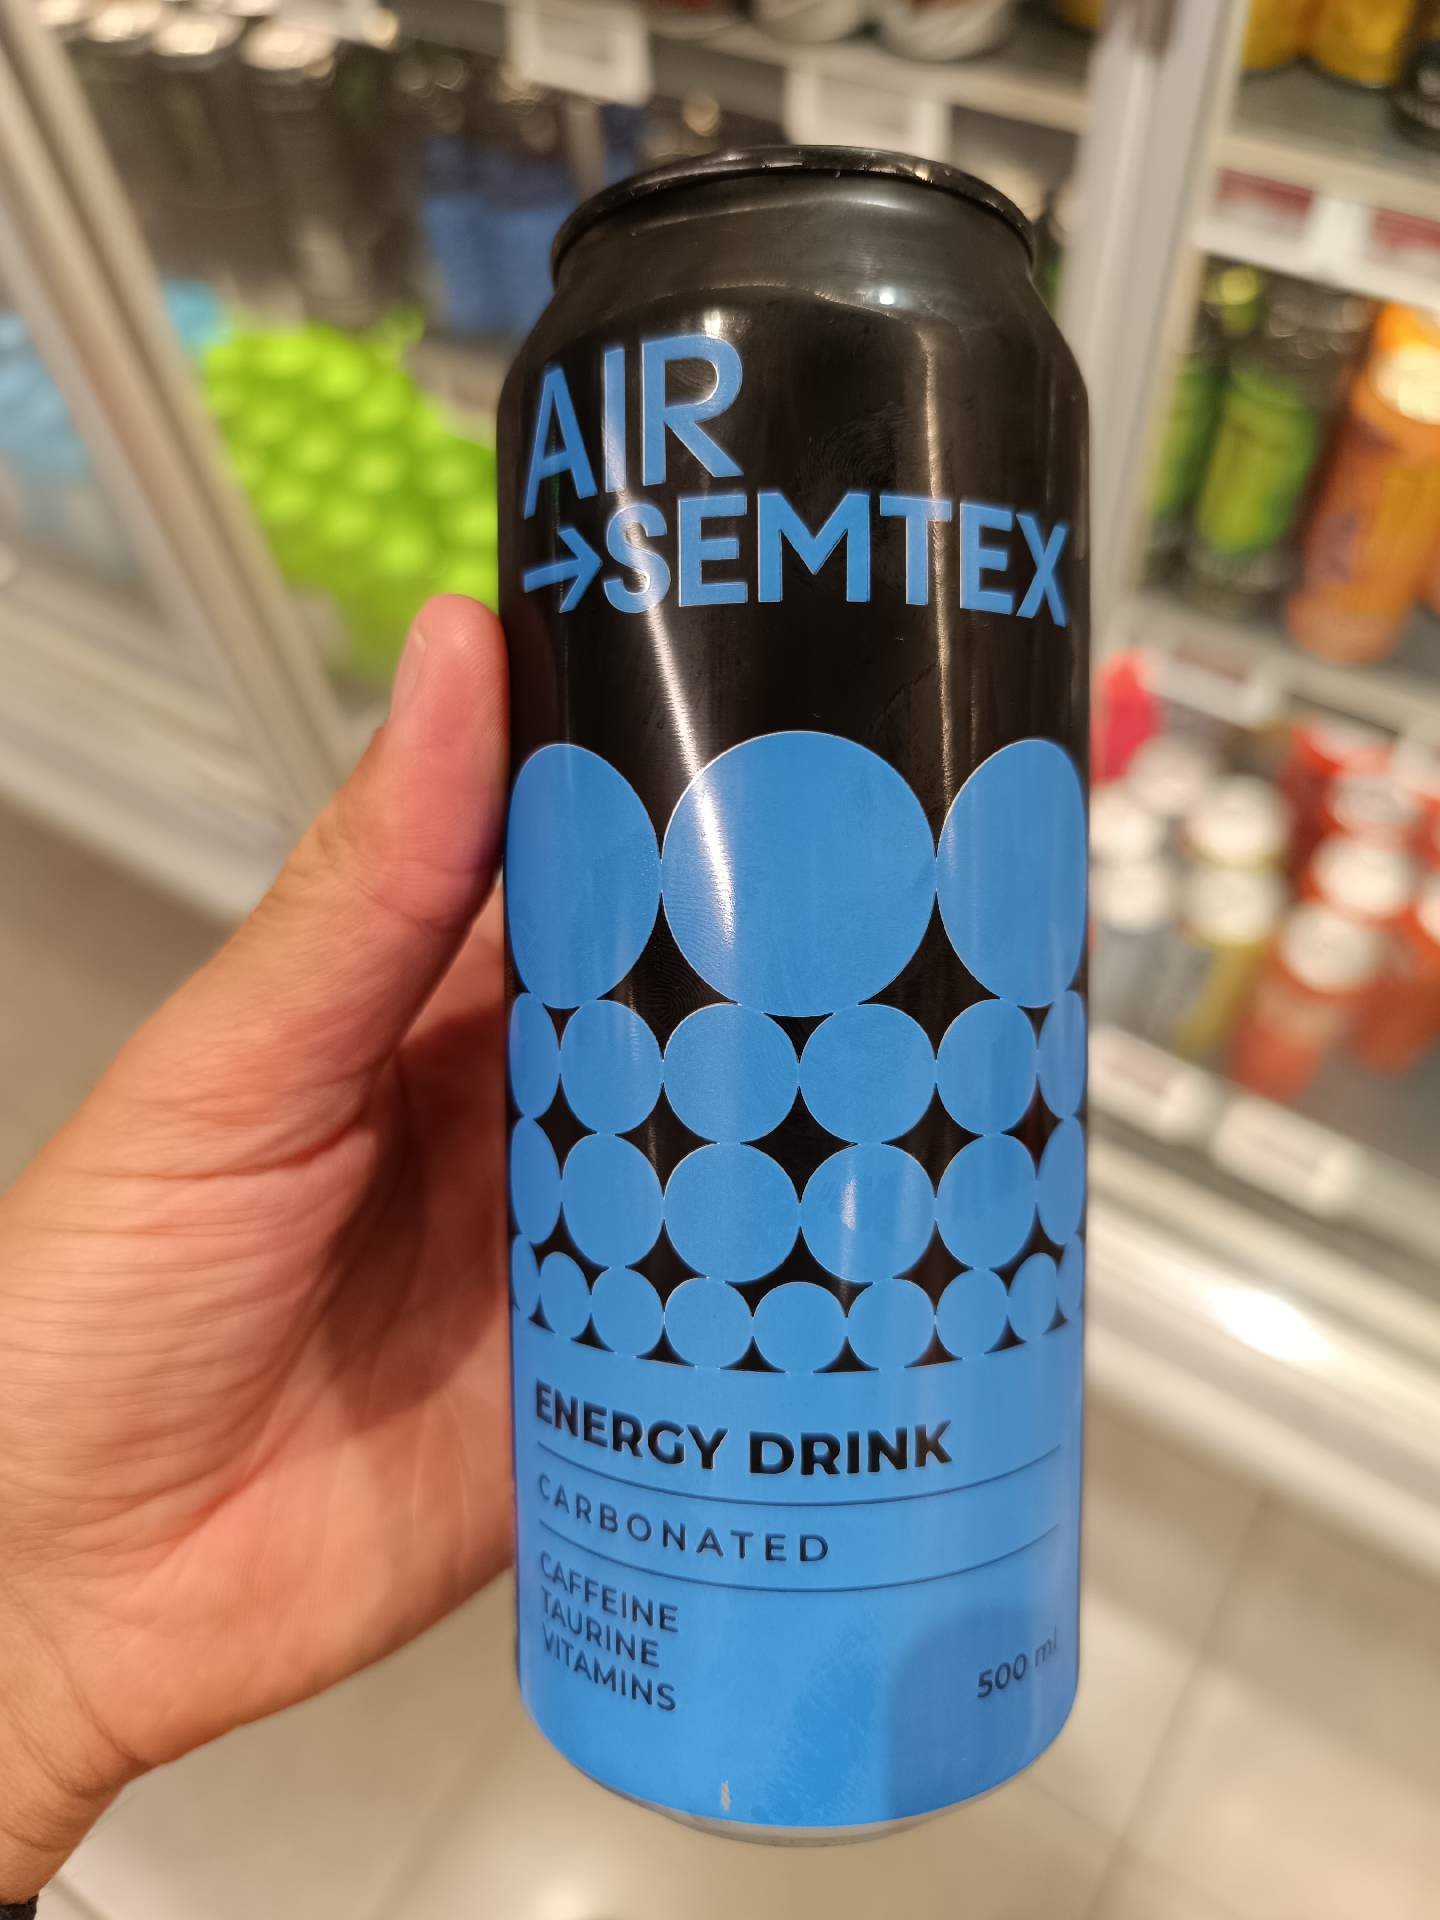 AIR
→SEMTEX
ENERGY DRINK
CARBONATED
CAFFEINE
TAURINE
VITAMINS
500 ml